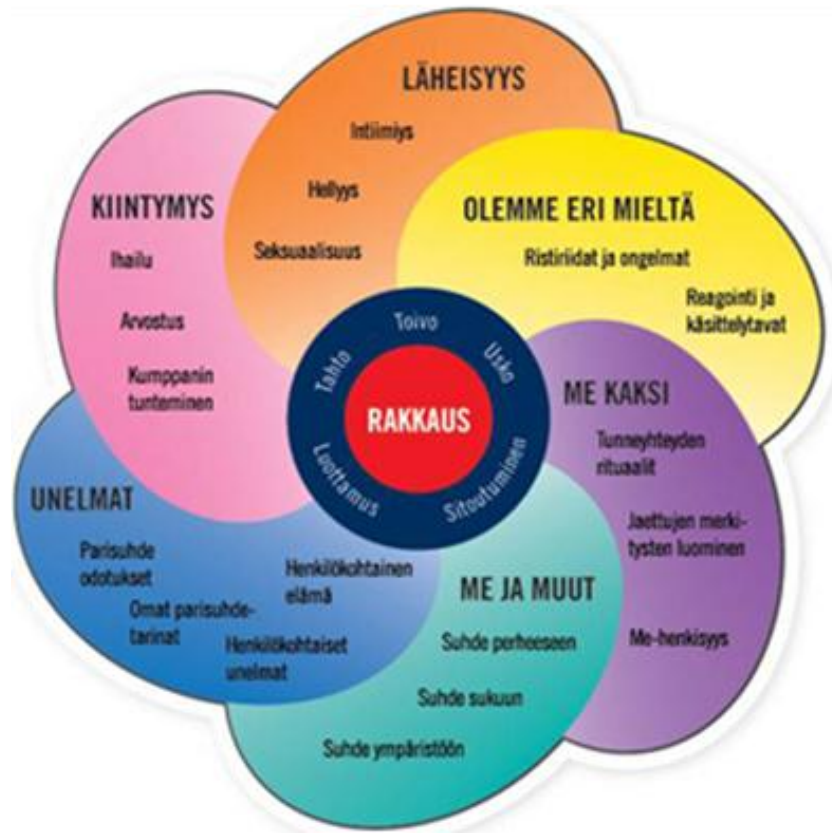 LÄHEISYYS
Intiimiys
Hellyys
Seksuaalisuus
OLEMME ERI MIELTÄ
Ristiriidat ja ongelmat
Reagointi ja
käsittelytavat
ME KAKSI
Tunneyhteyden
rituaalit
Jaettujen merki-
tysten luominen
Me-henkisyys
ME JA MUUT
Suhde perheeseen
Suhde sukuun
Suhde ympäristöön
UNELMAT
Parisuhde
odotukset
Omat parisuhde-
tarinat
Henkilökohtainen
elämä
Henkilökohtaiset
unelmat
KIINTYMYS
Ihailu
Arvostus
Kumppanin
tunteminen
Tahto
Toivo
Usko
Sitoutuminen
Luottamus
RAKKAUS